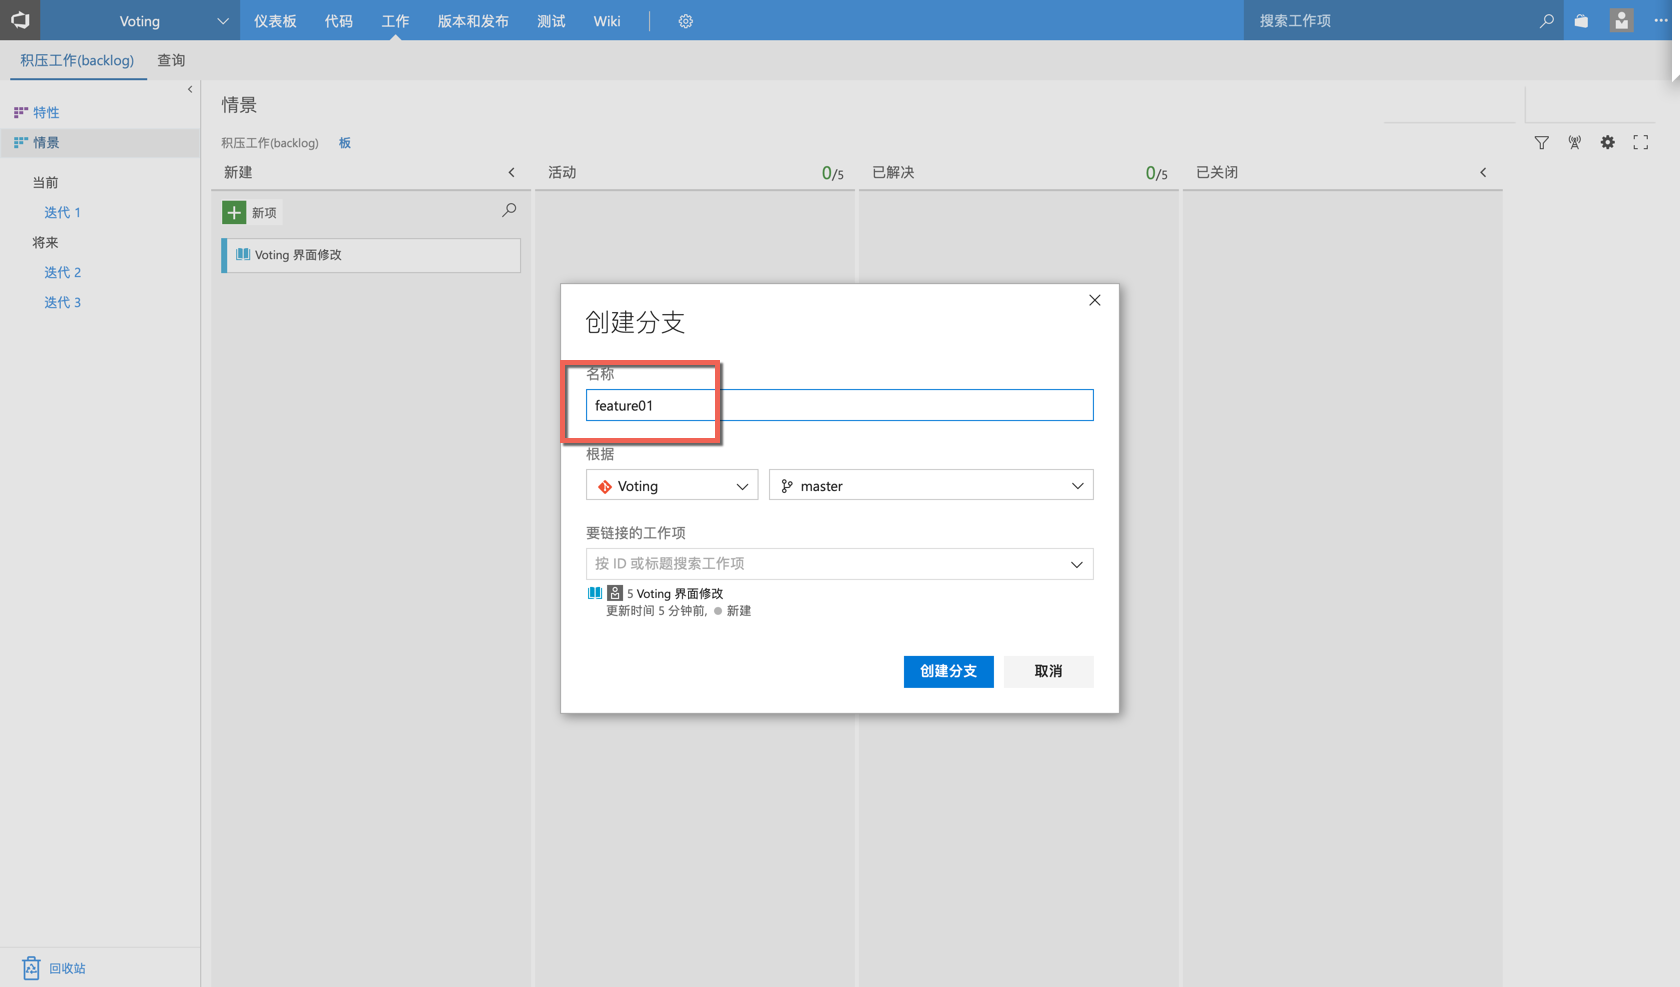 Voting 仪表板 代码 工作 版本和发布 测试 Wiki 搜索工作项
积压工作(backlog) 查询
特性
情景
当前
迭代 1
将来
迭代 2
迭代 3
回收站
情景
积压工作(backlog) 板
新建 活动 0/5 已解决 0/5 已关闭
新项
Voting 界面修改
创建分支
名称
feature01
根据
Voting master
要链接的工作项
按 ID 或标题搜索工作项
5 Voting 界面修改
更新时间 5 分钟前, 新建
创建分支 取消